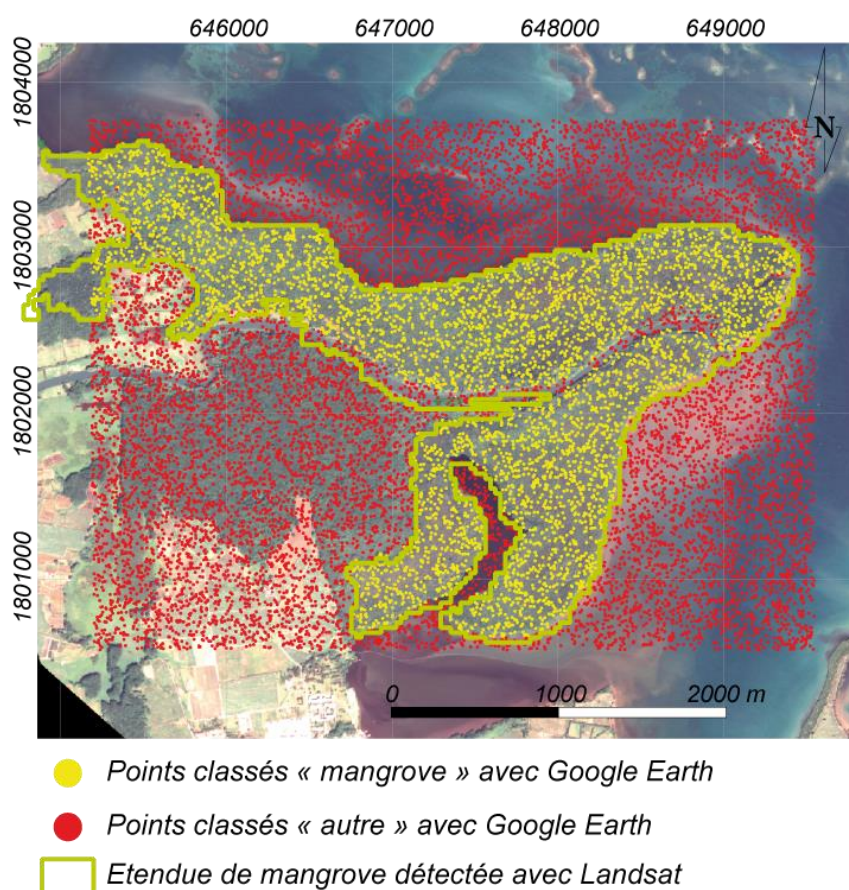 646000 647000 648000 649000
1804000
N
1803000
1802000
1801000
0 1000 2000 m
Points classés « mangrove » avec Google Earth
Points classés « autre » avec Google Earth
Etendue de mangrove détectée avec Landsat